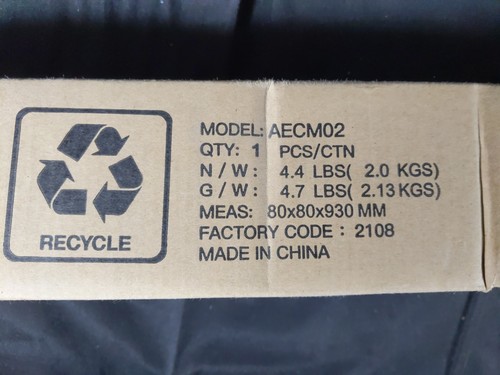 MODEL: AECM02
QTY: 1 PCS/CTN
N / W : 4.4 LBS( 2.0 KGS)
G / W : 4.7 LBS( 2.13 KGS)
MEAS: 80x80x930 MM
FACTORY CODE : 2108
MADE IN CHINA
RECYCLE